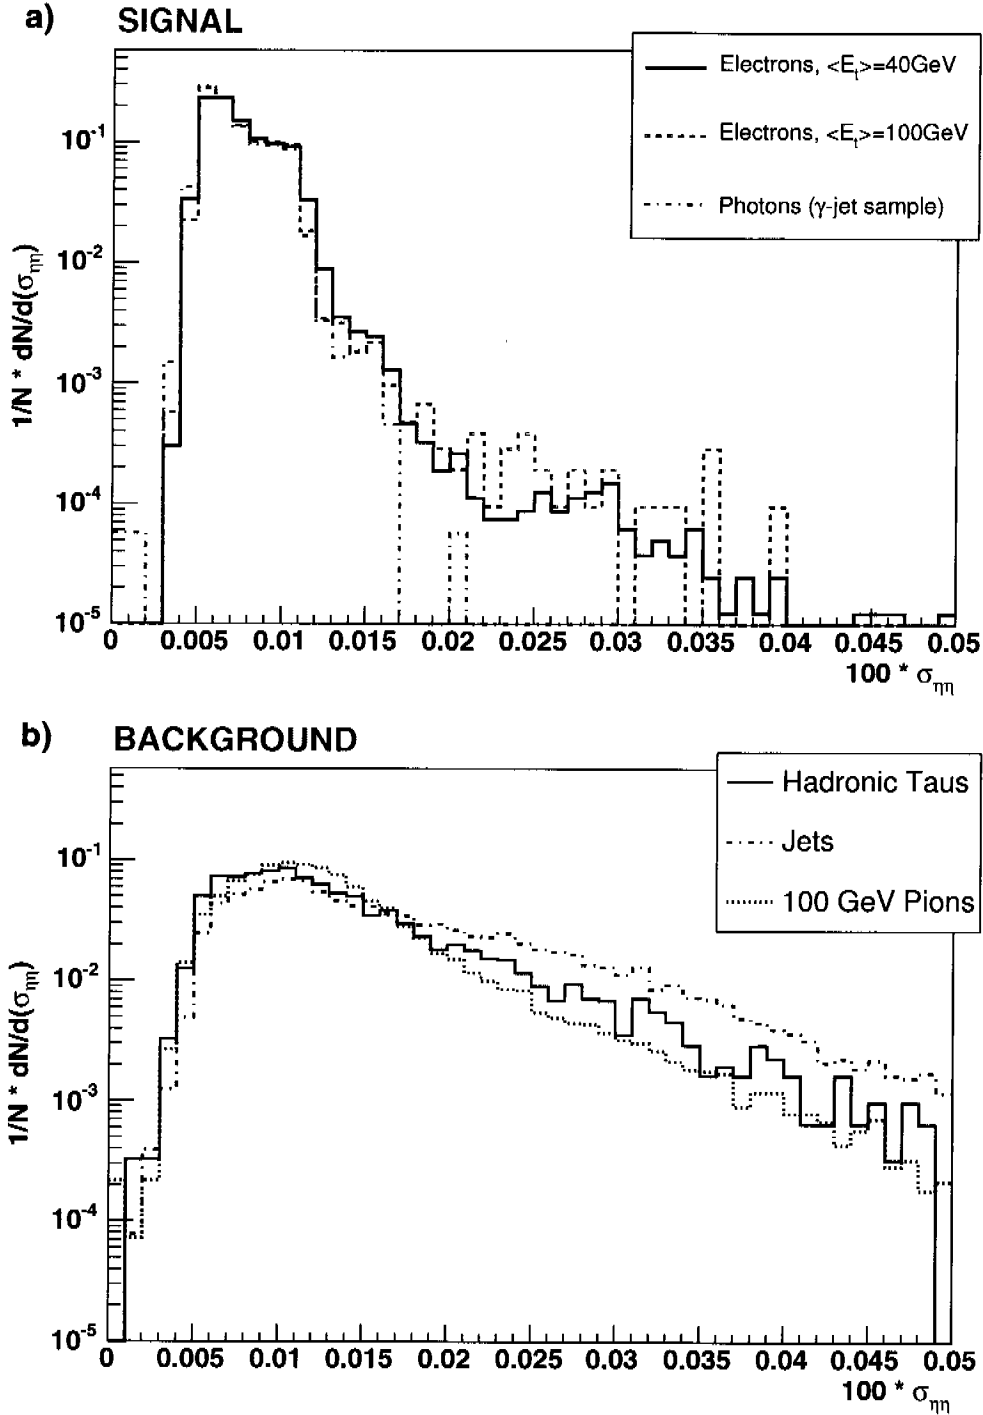 a) SIGNAL
Electrons, <Eₜ>=40GeV
Electrons, <Eₜ>=100GeV
Photons (γ-jet sample)
1/N * dN/d(σ_ηη)
10⁻¹
10⁻²
10⁻³
10⁻⁴
10⁻⁵
0 0.005 0.01 0.015 0.02 0.025 0.03 0.035 0.04 0.045 0.05
100 * σ_ηη
b) BACKGROUND
Hadronic Taus
Jets
100 GeV Pions
1/N * dN/d(σ_ηη)
10⁻¹
10⁻²
10⁻³
10⁻⁴
10⁻⁵
0 0.005 0.01 0.015 0.02 0.025 0.03 0.035 0.04 0.045 0.05
100 * σ_ηη